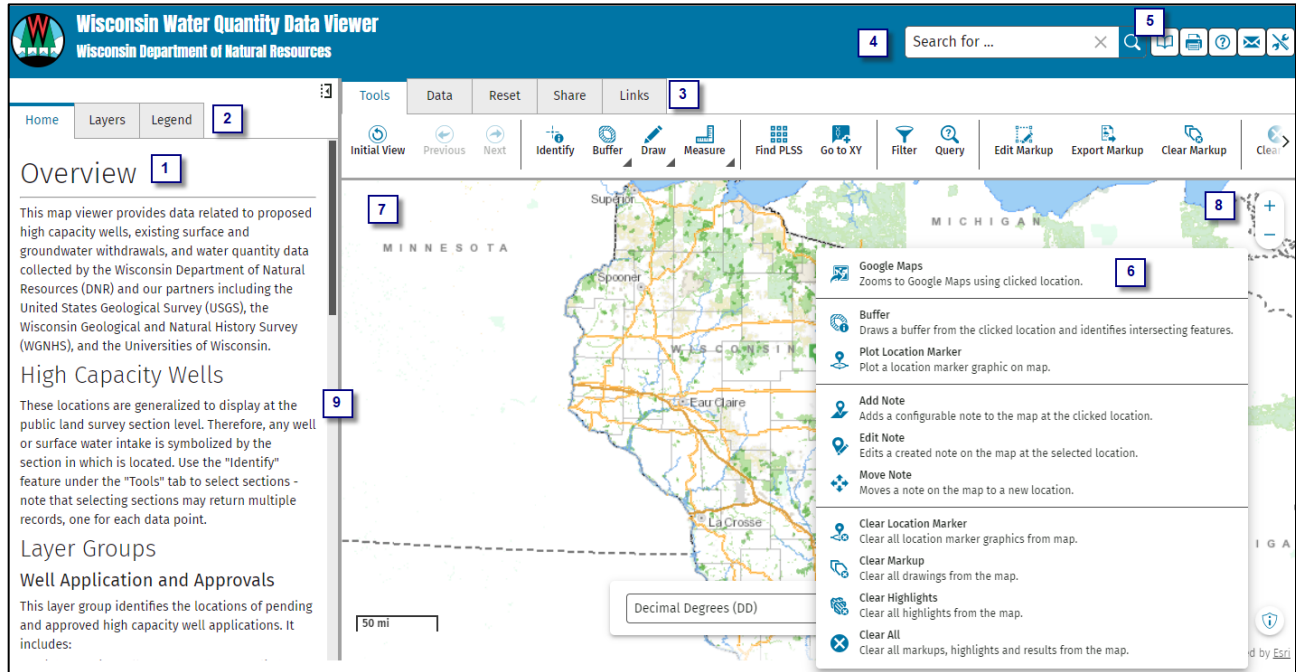 Wisconsin Water Quantity Data Viewer
Wisconsin Department of Natural Resources
4
Search for ...
5
Home
Layers
Legend
2
Tools
Data
Reset
Share
Links
3
Initial View
Previous
Next
Identify
Buffer
Draw
Measure
Find PLSS
Go to XY
Filter
Query
Edit Markup
Export Markup
Clear Markup
Overview
1
This map viewer provides data related to proposed
high capacity wells, existing surface and
groundwater withdrawals, and water quantity data
collected by the Wisconsin Department of Natural
Resources (DNR) and our partners including the
United States Geological Survey (USGS), the
Wisconsin Geological and Natural History Survey
(WGNHS), and the Universities of Wisconsin.
High Capacity Wells
9
These locations are generalized to display at the
public land survey section level. Therefore, any well
or surface water intake is symbolized by the
section in which is located. Use the "Identify"
feature under the "Tools" tab to select sections -
note that selecting sections may return multiple
records, one for each data point.
Layer Groups
Well Application and Approvals
This layer group identifies the locations of pending
and approved high capacity well applications. It
includes:
7
Superior
MINNESOTA
MICHIGAN
8
+
−
Spooner
WISCONSIN
Eau Claire
La Crosse
50 mi
Decimal Degrees (DD)
6
Google Maps
Zooms to Google Maps using clicked location.
Buffer
Draws a buffer from the clicked location and identifies intersecting features.
Plot Location Marker
Plot a location marker graphic on map.
Add Note
Adds a configurable note to the map at the clicked location.
Edit Note
Edits a created note on the map at the selected location.
Move Note
Moves a note on the map to a new location.
Clear Location Marker
Clear all location marker graphics from map.
Clear Markup
Clear all drawings from the map.
Clear Highlights
Clear all highlights from the map.
Clear All
Clear all markups, highlights and results from the map.
by Esri